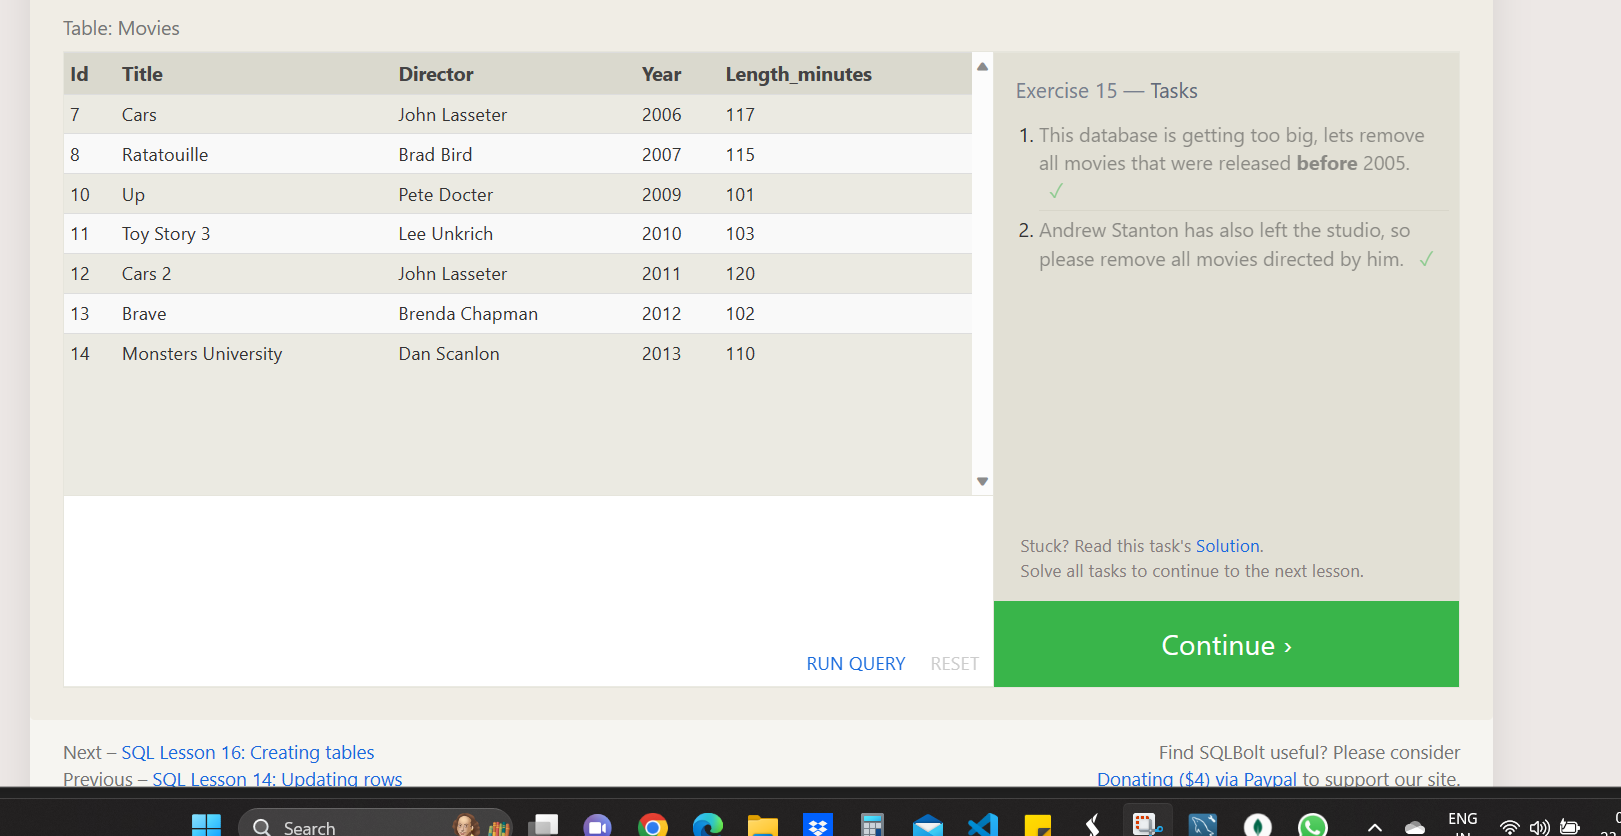 Table: Movies
Id Title Director Year Length_minutes
7 Cars John Lasseter 2006 117
8 Ratatouille Brad Bird 2007 115
10 Up Pete Docter 2009 101
11 Toy Story 3 Lee Unkrich 2010 103
12 Cars 2 John Lasseter 2011 120
13 Brave Brenda Chapman 2012 102
14 Monsters University Dan Scanlon 2013 110
RUN QUERY RESET
Exercise 15 — Tasks
1. This database is getting too big, lets remove
all movies that were released before 2005.
✓
2. Andrew Stanton has also left the studio, so
please remove all movies directed by him. ✓
Stuck? Read this task's Solution.
Solve all tasks to continue to the next lesson.
Continue ›
Next – SQL Lesson 16: Creating tables
Previous – SQL Lesson 14: Updating rows
Find SQLBolt useful? Please consider
Donating ($4) via Paypal to support our site.
Search
ENG